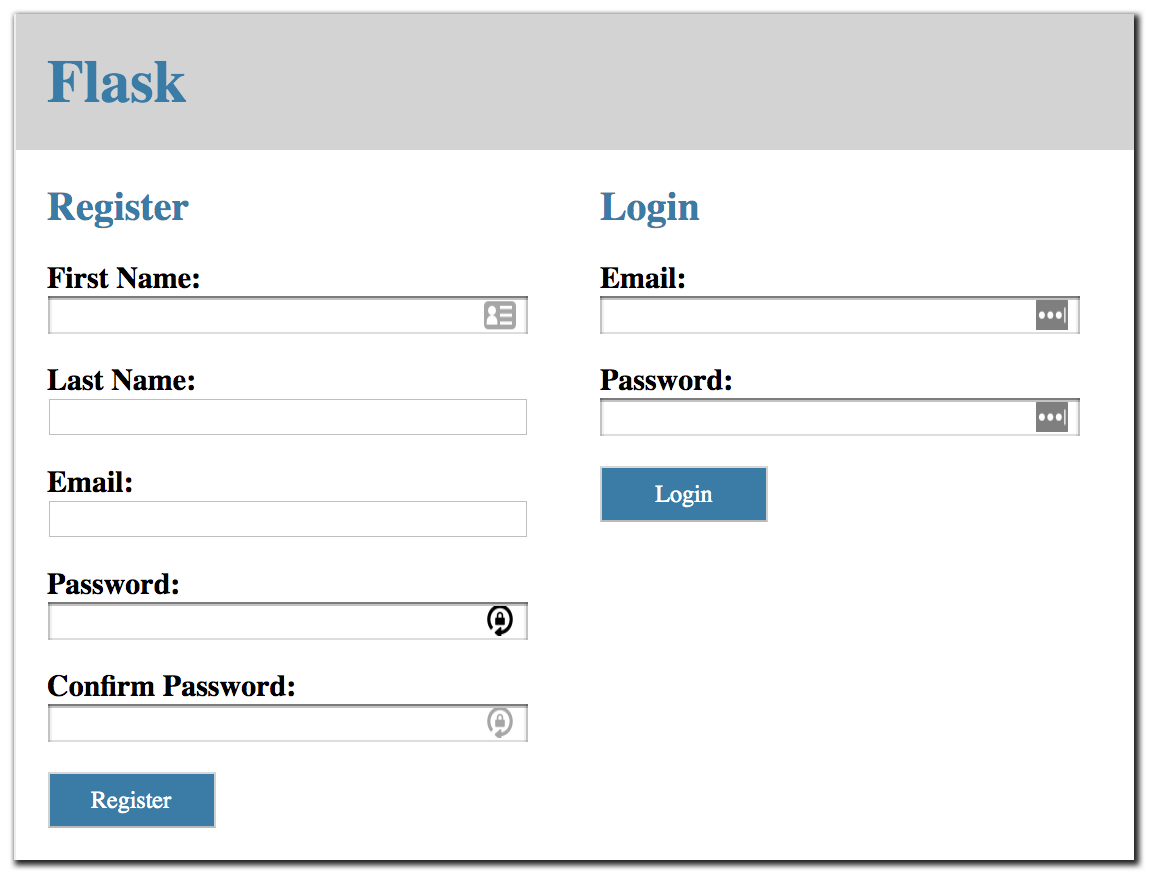 Flask
Register
First Name:
Last Name:
Email:
Password:
Confirm Password:
Register
Login
Email:
Password:
Login